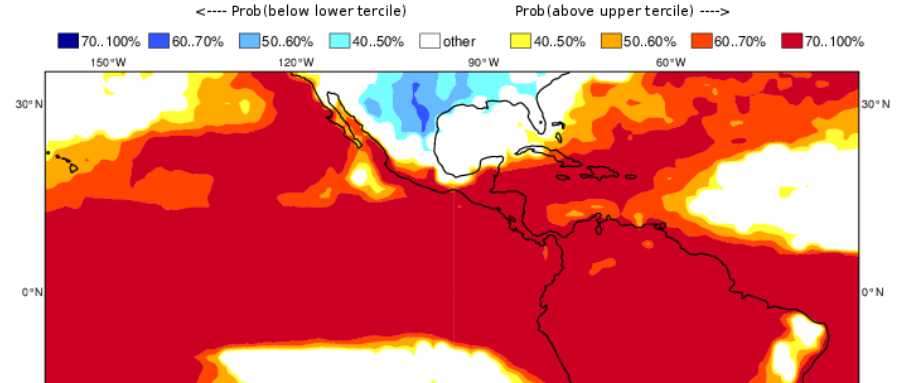 <---- Prob(below lower tercile) Prob(above upper tercile) ---->
70..100% 60..70% 50..60% 40..50% other 40..50% 50..60% 60..70% 70..100%
150°W 120°W 90°W 60°W
30°N 30°N
0°N 0°N